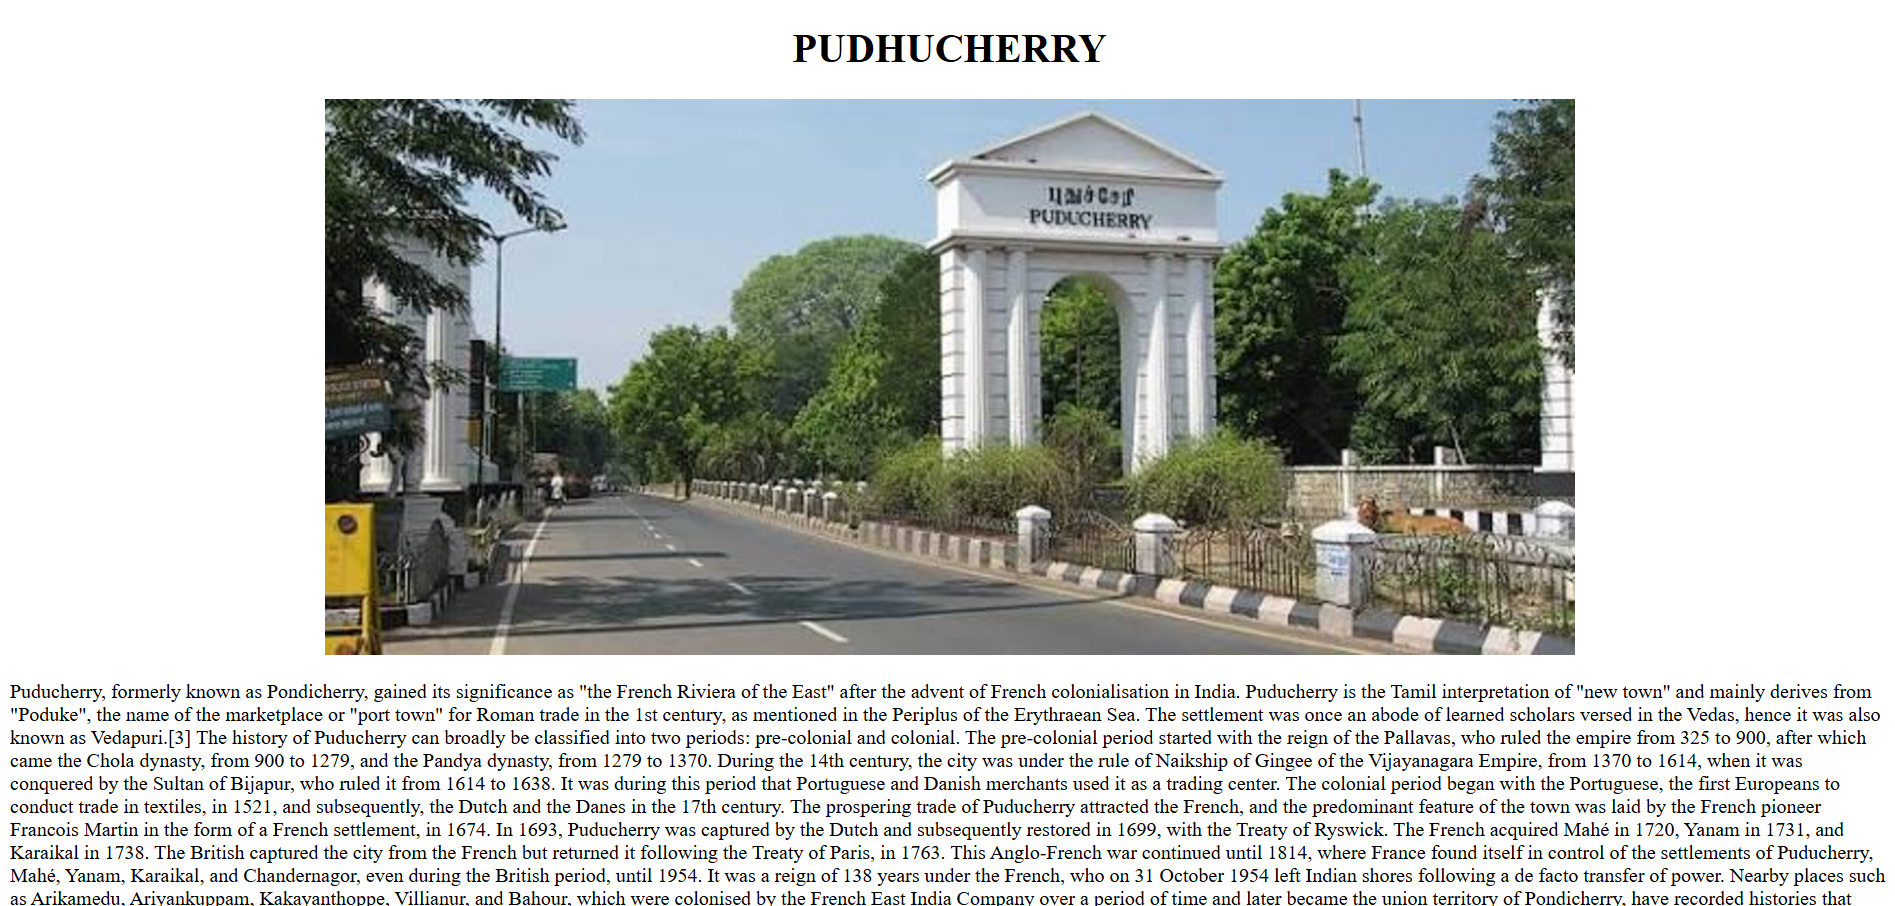 PUDHUCHERRY
புதுச்சேரி
PUDUCHERRY
Puducherry, formerly known as Pondicherry, gained its significance as "the French Riviera of the East" after the advent of French colonialisation in India. Puducherry is the Tamil interpretation of "new town" and mainly derives from
"Poduke", the name of the marketplace or "port town" for Roman trade in the 1st century, as mentioned in the Periplus of the Erythraean Sea. The settlement was once an abode of learned scholars versed in the Vedas, hence it was also
known as Vedapuri.[3] The history of Puducherry can broadly be classified into two periods: pre-colonial and colonial. The pre-colonial period started with the reign of the Pallavas, who ruled the empire from 325 to 900, after which
came the Chola dynasty, from 900 to 1279, and the Pandya dynasty, from 1279 to 1370. During the 14th century, the city was under the rule of Naikship of Gingee of the Vijayanagara Empire, from 1370 to 1614, when it was
conquered by the Sultan of Bijapur, who ruled it from 1614 to 1638. It was during this period that Portuguese and Danish merchants used it as a trading center. The colonial period began with the Portuguese, the first Europeans to
conduct trade in textiles, in 1521, and subsequently, the Dutch and the Danes in the 17th century. The prospering trade of Puducherry attracted the French, and the predominant feature of the town was laid by the French pioneer
Francois Martin in the form of a French settlement, in 1674. In 1693, Puducherry was captured by the Dutch and subsequently restored in 1699, with the Treaty of Ryswick. The French acquired Mahé in 1720, Yanam in 1731, and
Karaikal in 1738. The British captured the city from the French but returned it following the Treaty of Paris, in 1763. This Anglo-French war continued until 1814, where France found itself in control of the settlements of Puducherry,
Mahé, Yanam, Karaikal, and Chandernagor, even during the British period, until 1954. It was a reign of 138 years under the French, who on 31 October 1954 left Indian shores following a de facto transfer of power. Nearby places such
as Arikamedu, Ariyankuppam, Kakayanthoppe, Villianur, and Bahour, which were colonised by the French East India Company over a period of time and later became the union territory of Pondicherry, have recorded histories that